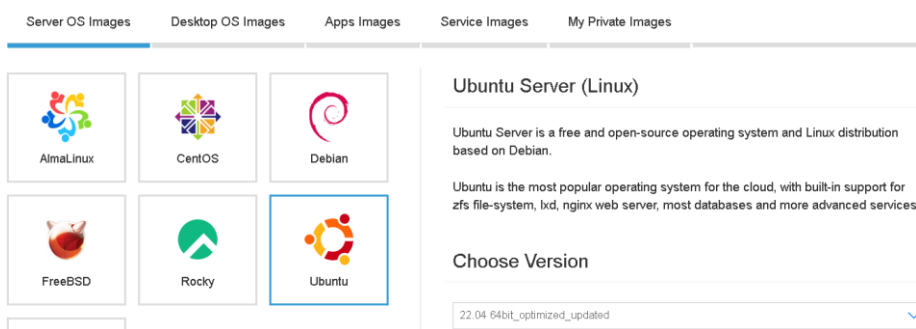 Server OS Images
Desktop OS Images
Apps Images
Service Images
My Private Images
AlmaLinux
CentOS
Debian
FreeBSD
Rocky
Ubuntu
Ubuntu Server (Linux)
Ubuntu Server is a free and open-source operating system and Linux distribution
based on Debian.
Ubuntu is the most popular operating system for the cloud, with built-in support for
zfs file-system, lxd, nginx web server, most databases and more advanced services
Choose Version
22.04 64bit_optimized_updated